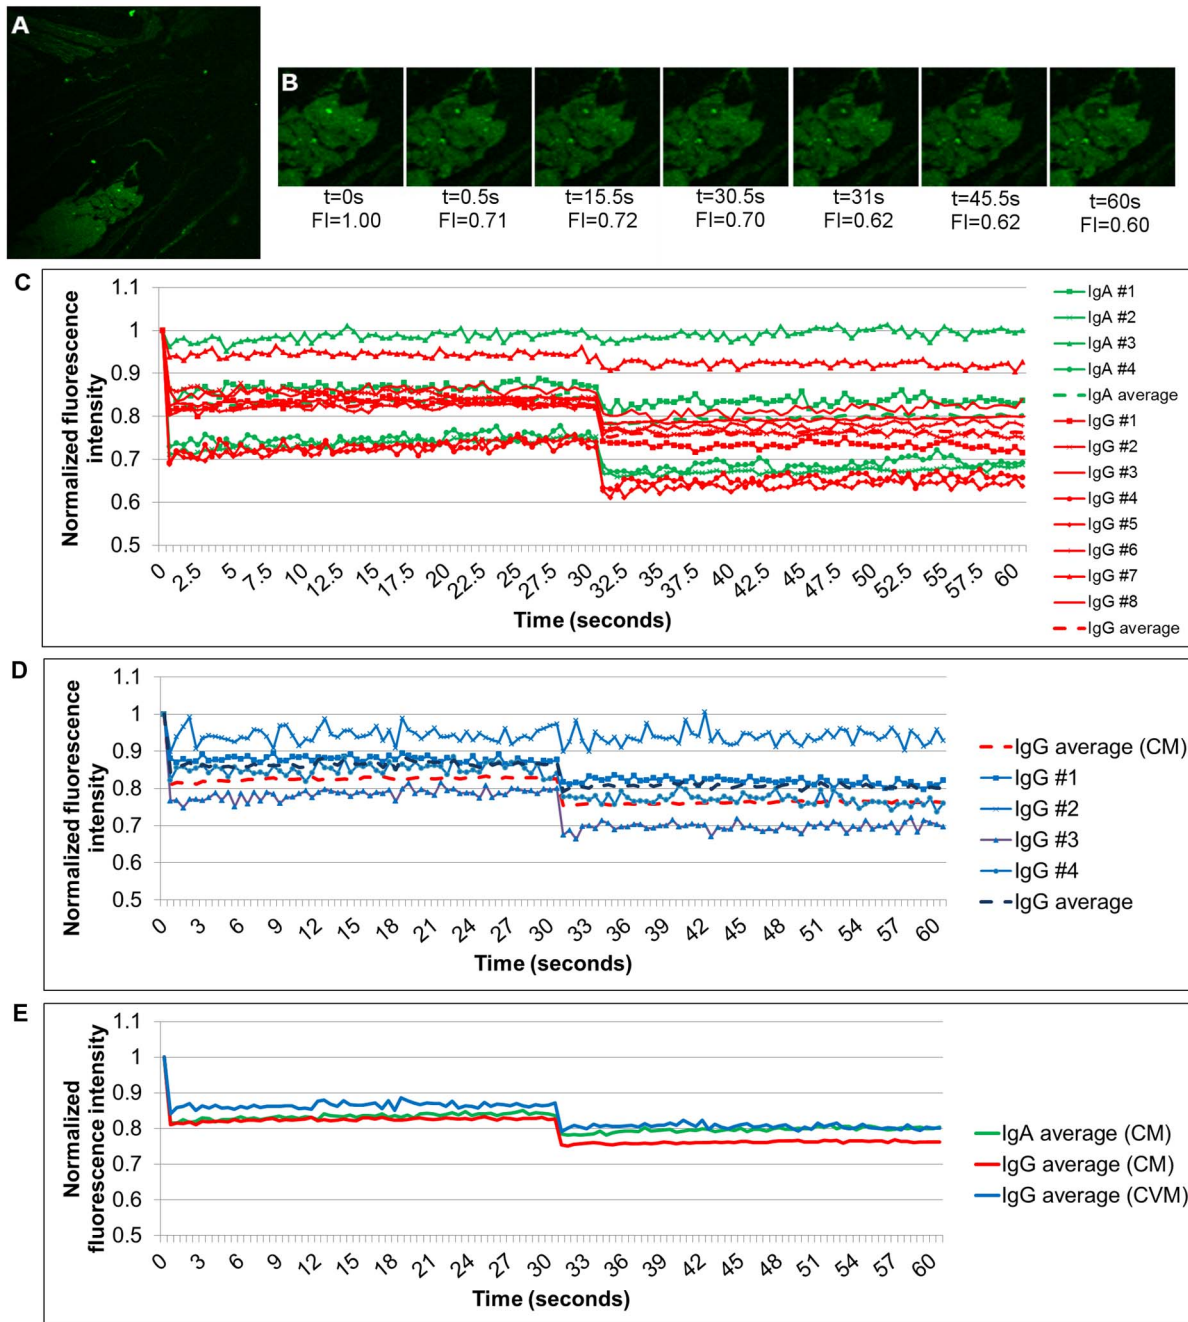 A
B
t=0s t=0.5s t=15.5s t=30.5s t=31s t=45.5s t=60s
FI=1.00 FI=0.71 FI=0.72 FI=0.70 FI=0.62 FI=0.62 FI=0.60
C
Normalized fluorescence
intensity
1.1
1
0.9
0.8
0.7
0.6
0.5
0 2.5 5 7.5 10 12.5 15 17.5 20 22.5 25 27.5 30 32.5 35 37.5 40 42.5 45 47.5 50 52.5 55 57.5 60
Time (seconds)
IgA #1
IgA #2
IgA #3
IgA #4
IgA average
IgG #1
IgG #2
IgG #3
IgG #4
IgG #5
IgG #6
IgG #7
IgG #8
IgG average
D
Normalized fluorescence
intensity
1.1
1
0.9
0.8
0.7
0.6
0.5
0 3 6 9 12 15 18 21 24 27 30 33 36 39 42 45 48 51 54 57 60
Time (seconds)
IgG average (CM)
IgG #1
IgG #2
IgG #3
IgG #4
IgG average
E
Normalized
fluorescence intensity
1.1
1
0.9
0.8
0.7
0.6
0.5
0 3 6 9 12 15 18 21 24 27 30 33 36 39 42 45 48 51 54 57 60
Time (seconds)
IgA average (CM)
IgG average (CM)
IgG average (CVM)